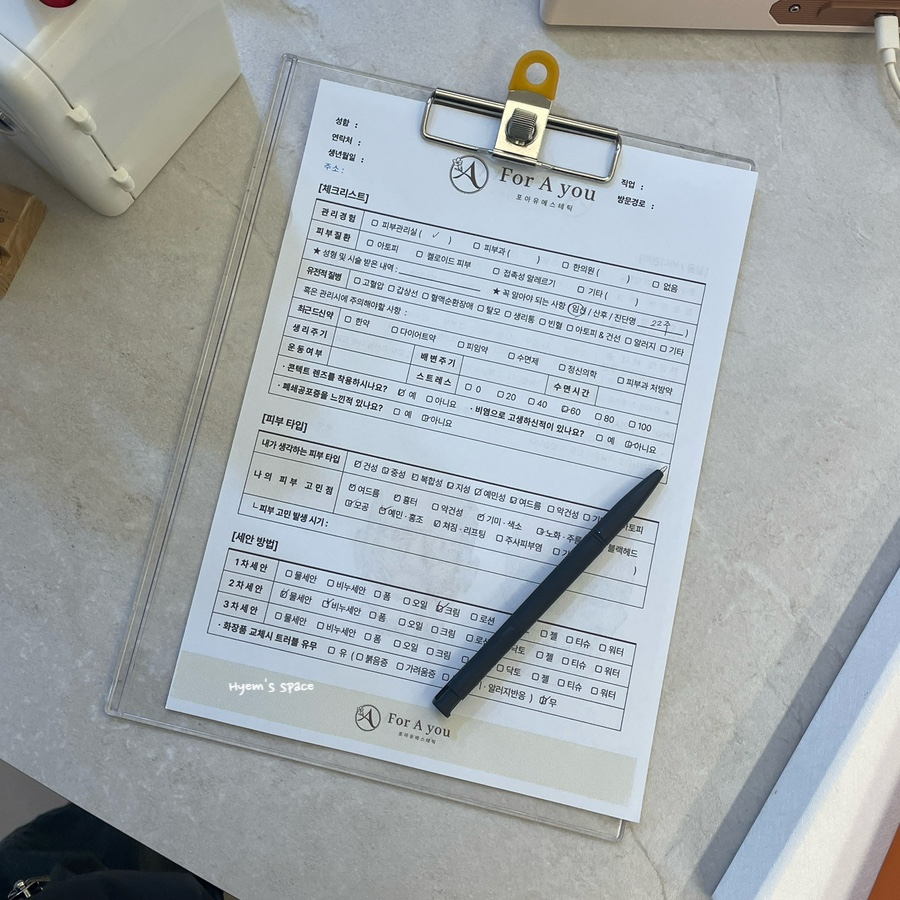 성함 :
연락처 :
생년월일 :
주소 :
직업 :
방문경로 :
For A you
포아유에스테틱
[체크리스트]
관리경험 □ 피부관리실 ( ✓ ) □ 피부과 ( ) □ 한의원 ( ) □ 없음
피부질환 □ 아토피 □ 켈로이드 피부 □ 접촉성 알레르기 □ 기타 ( )
★ 성형 및 시술 받은 내역 : ★ 꼭 알아야 되는 사항 ( 임신 / 산후 / 진단명 22주 )
유전적질병 □ 고혈압 □ 갑상선 □ 혈액순환장애 □ 탈모 □ 생리통 □ 빈혈 □ 아토피 & 건선 □ 알러지 □ 기타
혹은 관리시에 주의해야할 사항 :
최근드신약 □ 한약 □ 다이어트약 □ 피임약 □ 수면제 □ 정신의학 □ 피부과 처방약
생리주기 배변주기 수면시간
운동여부 스트레스 □ 0 □ 20 □ 40 ☑ 60 □ 80 □ 100
· 콘택트 렌즈를 착용하시나요? ☑ 예 □ 아니요 · 비염으로 고생하신적이 있나요? □ 예 ☑ 아니요
· 폐쇄공포증을 느낀적 있나요? □ 예 ☑ 아니요
[피부 타입]
내가 생각하는 피부 타입 ☑ 건성 ☑ 중성 ☑ 복합성 ☑ 지성 ☑ 예민성 ☑ 여드름 □ 악건성 □ 아토피
나의 피부 고민점 ☑ 여드름 ☑ 흉터 □ 악건성 ☑ 기미 · 색소 ☑ 노화 · 주름 블랙헤드
☑ 모공 ☑ 예민 · 홍조 ☑ 쳐짐 · 리프팅 □ 주사피부염 □ )
ㄴ피부 고민 발생 시기 :
[세안 방법]
1차세안 □ 물세안 □ 비누세안 □ 폼 □ 오일 ☑ 크림 □ 로션 □ 젤 □ 티슈 □ 워터
2차세안 ☑ 물세안 ☑ 비누세안 □ 폼 □ 오일 □ 크림 □ 닥토 □ 젤 □ 티슈 □ 워터
3차세안 □ 물세안 □ 비누세안 □ 폼 □ 오일 □ 크림 □ 닥토 □ 젤 □ 티슈 □ 워터
· 화장품 교체시 트러블 유무 □ 유 ( □ 붉음증 □ 가려움증 □ · 알러지반응 ) ☑ 무
Hyem's space
For A you
포아유에스테틱